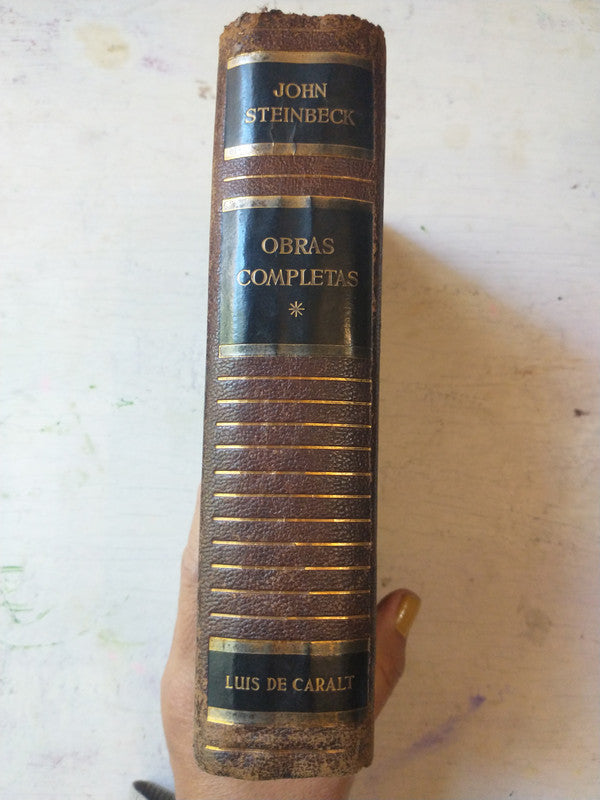 JOHN
STEINBECK
OBRAS
COMPLETAS
*
LUIS DE CARALT